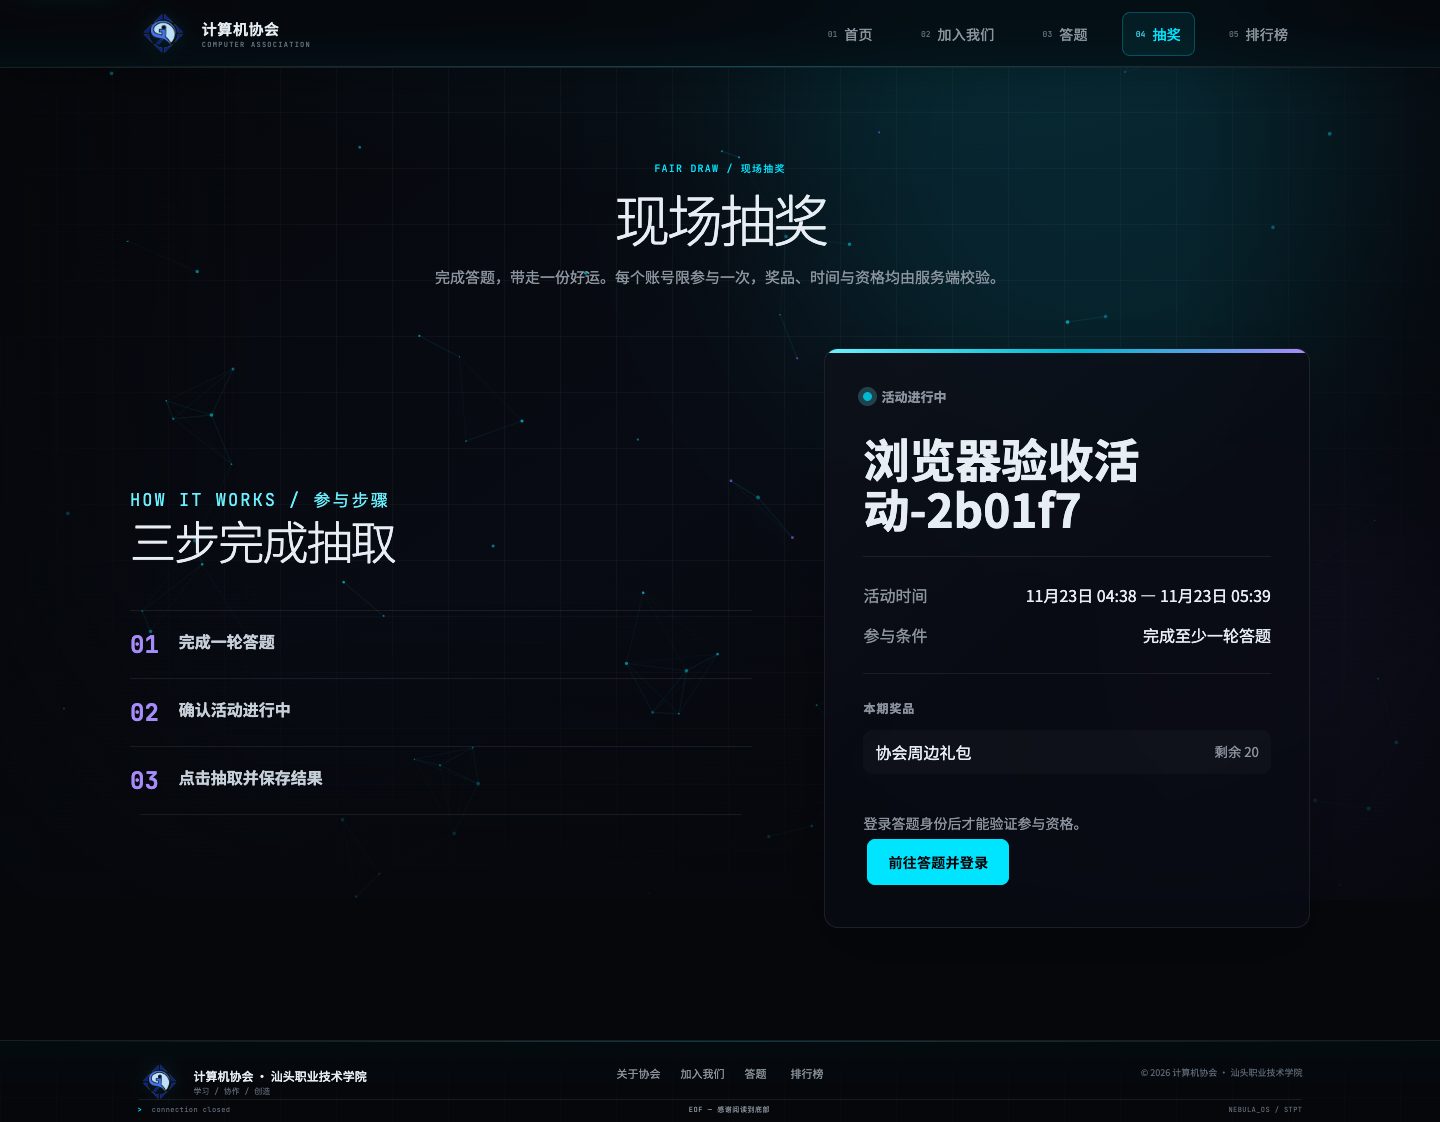 计算机协会
COMPUTER ASSOCIATION
01 首页
02 加入我们
03 答题
04 抽奖
05 排行榜
FAIR DRAW / 现场抽奖
现场抽奖
完成答题，带走一份好运。每个账号限参与一次，奖品、时间与资格均由服务端校验。
HOW IT WORKS / 参与步骤
三步完成抽取
01 完成一轮答题
02 确认活动进行中
03 点击抽取并保存结果
活动进行中
浏览器验收活
动-2b01f7
活动时间 11月23日 04:38 — 11月23日 05:39
参与条件 完成至少一轮答题
本期奖品
协会周边礼包 剩余 20
登录答题身份后才能验证参与资格。
前往答题并登录
计算机协会 · 汕头职业技术学院
学习 / 协作 / 创造
关于协会 加入我们 答题 排行榜
© 2026 计算机协会 · 汕头职业技术学院
> connection closed
EOF — 感谢阅读到底部
NEBULA_OS / STPT